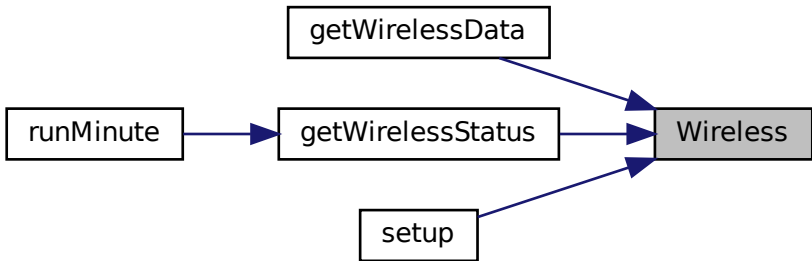 getWirelessData
runMinute
getWirelessStatus
Wireless
setup